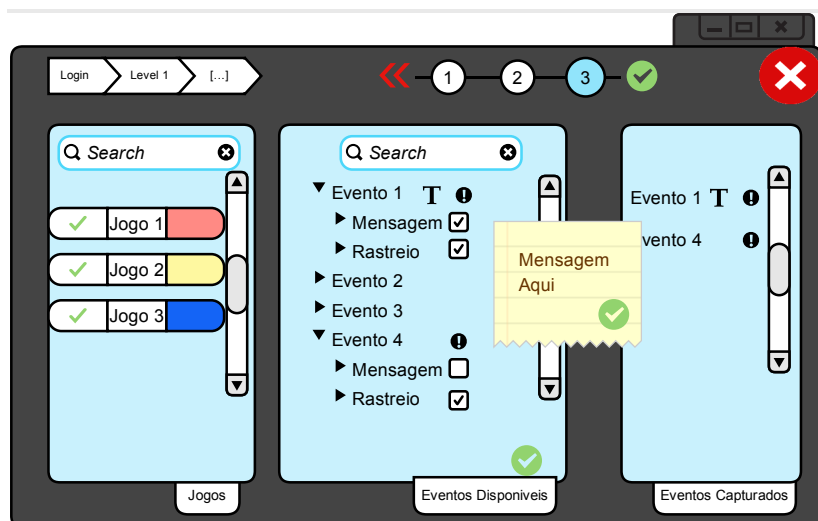 Login
Level 1
[...]
1
2
3
Search
Jogo 1
Jogo 2
Jogo 3
Jogos
Search
Evento 1 T
Mensagem
Rastreio
Evento 2
Evento 3
Evento 4
Mensagem
Rastreio
Eventos Disponiveis
Mensagem
Aqui
Evento 1 T
vento 4
Eventos Capturados